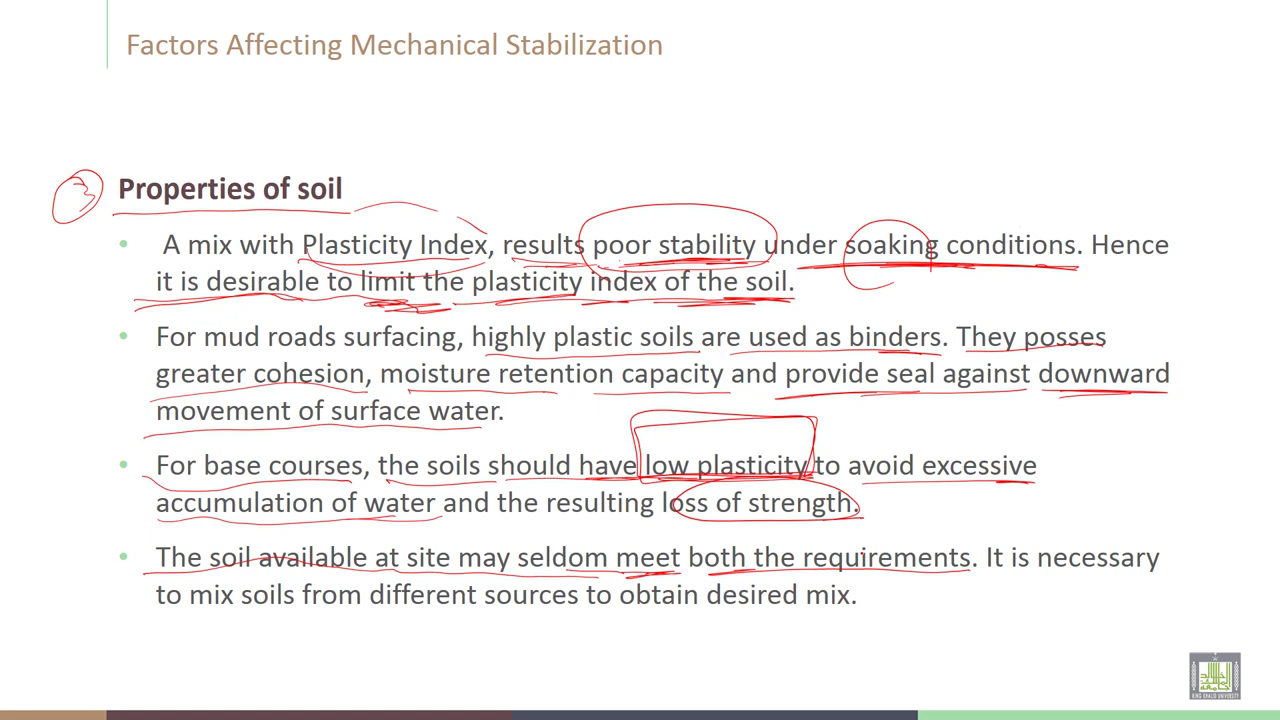 Factors Affecting Mechanical Stabilization
3
Properties of soil
• A mix with Plasticity Index, results poor stability under soaking conditions. Hence
it is desirable to limit the plasticity index of the soil.
• For mud roads surfacing, highly plastic soils are used as binders. They posses
greater cohesion, moisture retention capacity and provide seal against downward
movement of surface water.
• For base courses, the soils should have low plasticity to avoid excessive
accumulation of water and the resulting loss of strength.
• The soil available at site may seldom meet both the requirements. It is necessary
to mix soils from different sources to obtain desired mix.
KING KHALID UNIVERSITY